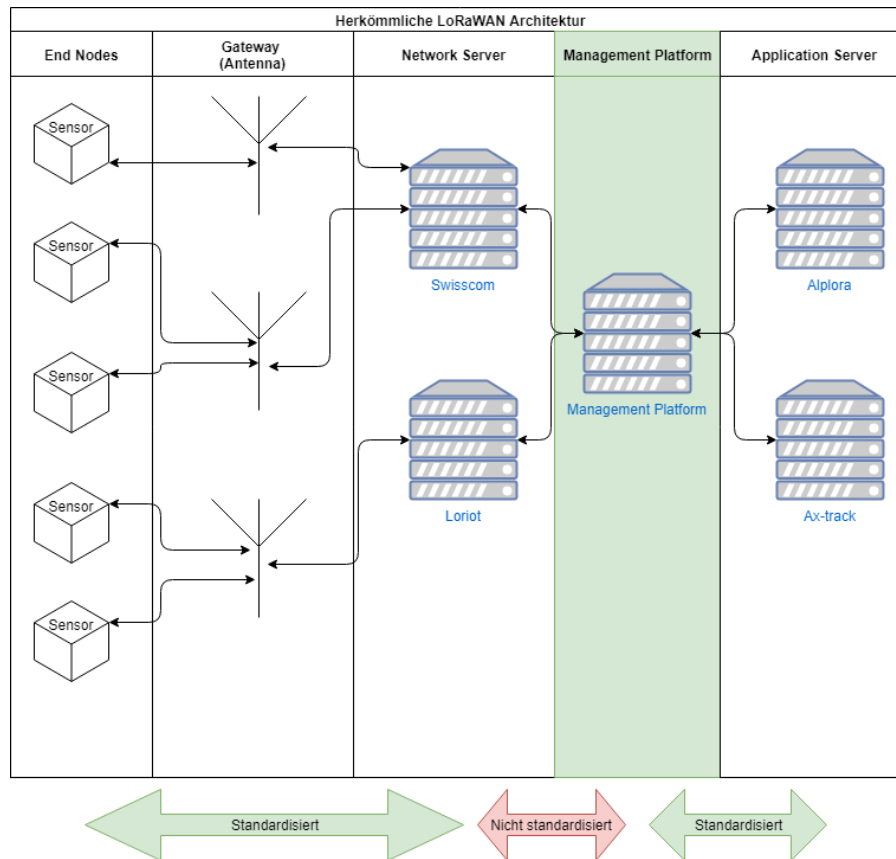 Herkömmliche LoRaWAN Architektur
End Nodes
Gateway
(Antenna)
Network Server
Management Platform
Application Server
Sensor
Sensor
Sensor
Sensor
Sensor
Swisscom
Loriot
Management Platform
Alplora
Ax-track
Standardisiert
Nicht standardisiert
Standardisiert